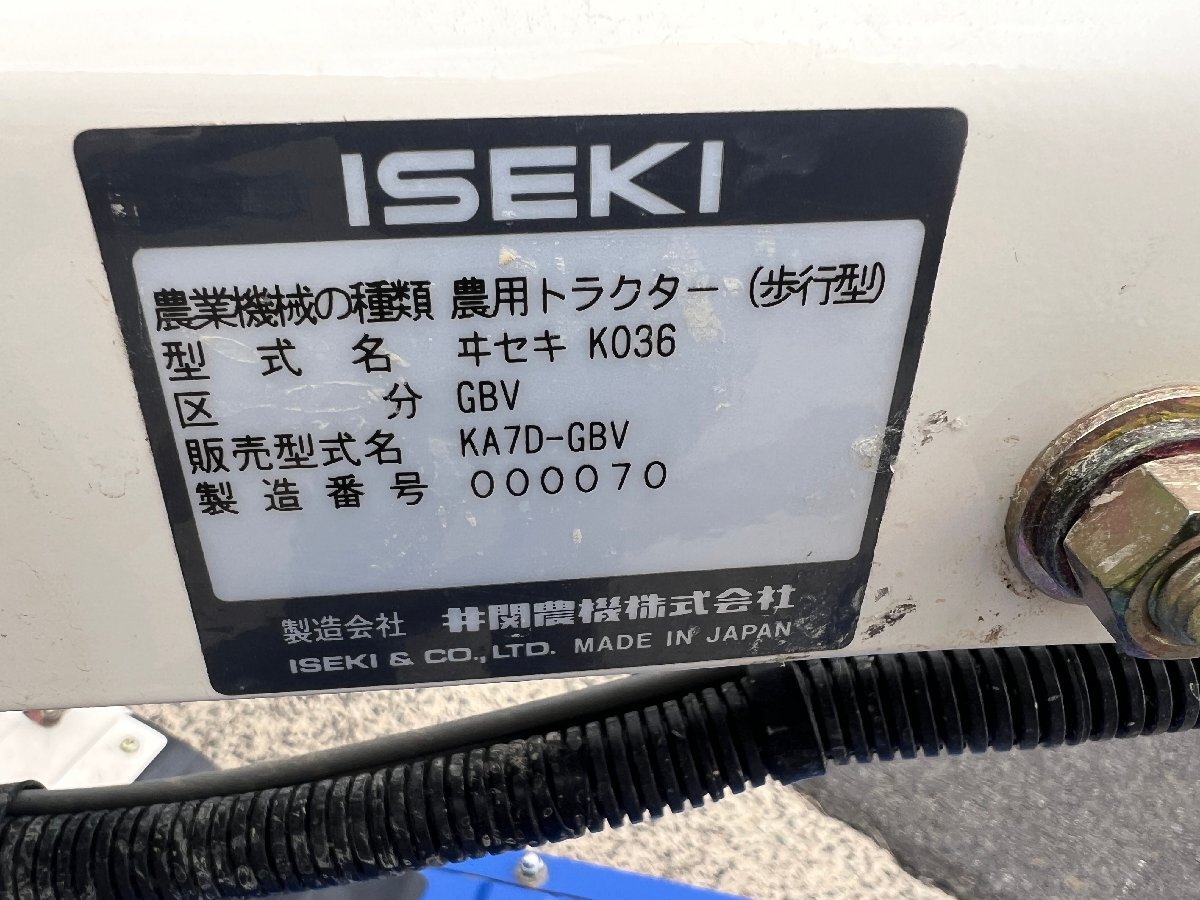 ISEKI
農業機械の種類 農用トラクター (歩行型)
型式名 ヰセキ K036
区分 GBV
販売型式名 KA7D-GBV
製造番号 000070
製造会社 井関農機株式会社
ISEKI & CO.,LTD. MADE IN JAPAN